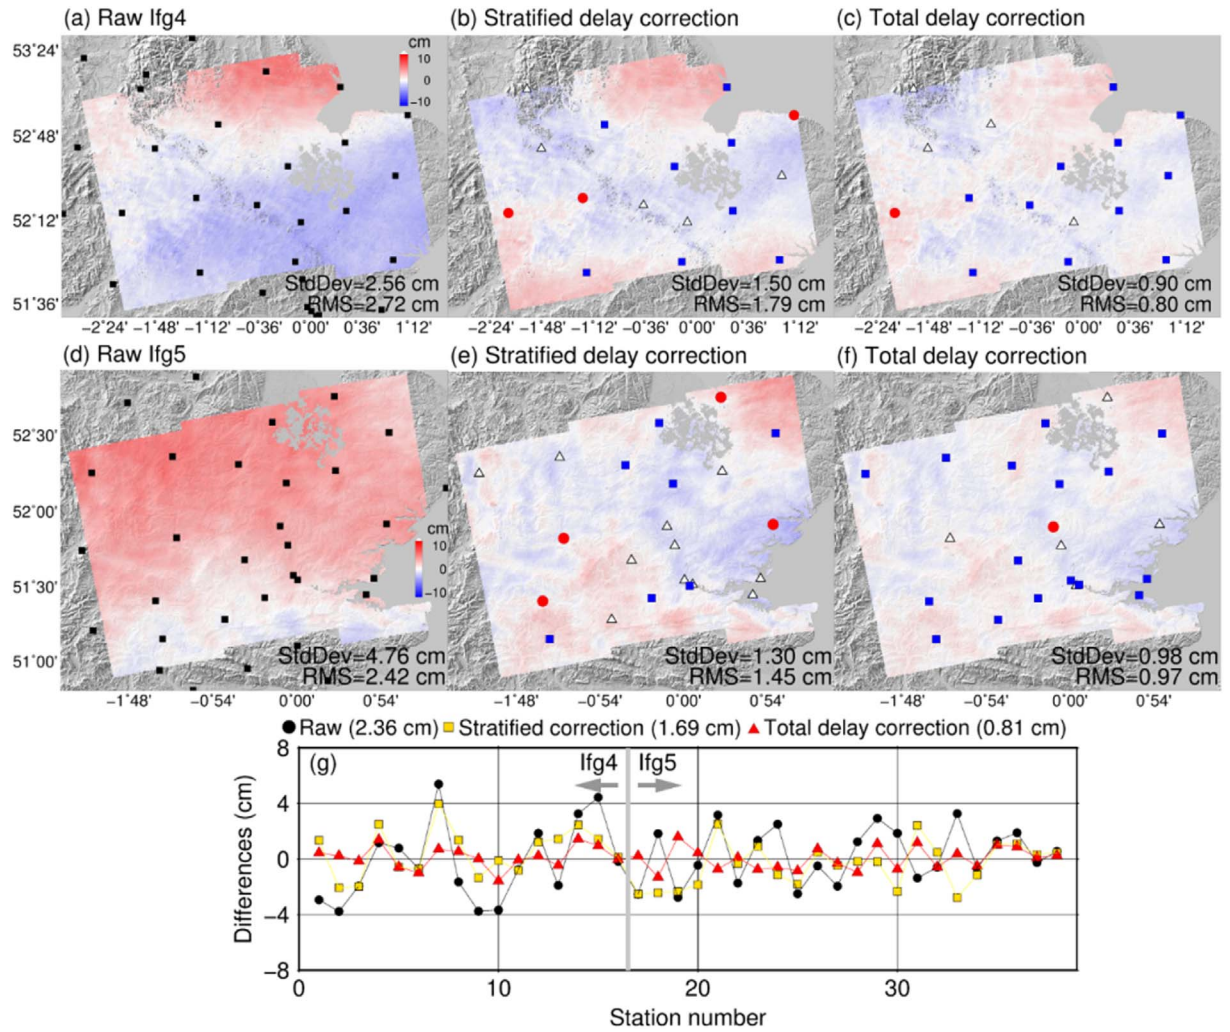 (a) Raw Ifg4
(b) Stratified delay correction
(c) Total delay correction
53°24'
52°48'
52°12'
51°36'
cm
10
0
−10
StdDev=2.56 cm
RMS=2.72 cm
StdDev=1.50 cm
RMS=1.79 cm
StdDev=0.90 cm
RMS=0.80 cm
−2°24' −1°48' −1°12' −0°36' 0°00' 0°36' 1°12'
−2°24' −1°48' −1°12' −0°36' 0°00' 0°36' 1°12'
−2°24' −1°48' −1°12' −0°36' 0°00' 0°36' 1°12'
(d) Raw Ifg5
(e) Stratified delay correction
(f) Total delay correction
52°30'
52°00'
51°30'
51°00'
cm
10
0
−10
StdDev=4.76 cm
RMS=2.42 cm
StdDev=1.30 cm
RMS=1.45 cm
StdDev=0.98 cm
RMS=0.97 cm
−1°48' −0°54' 0°00' 0°54'
−1°48' −0°54' 0°00' 0°54'
−1°48' −0°54' 0°00' 0°54'
Raw (2.36 cm) Stratified correction (1.69 cm) Total delay correction (0.81 cm)
(g)
Ifg4
Ifg5
Differences (cm)
8
4
0
−4
−8
0 10 20 30
Station number